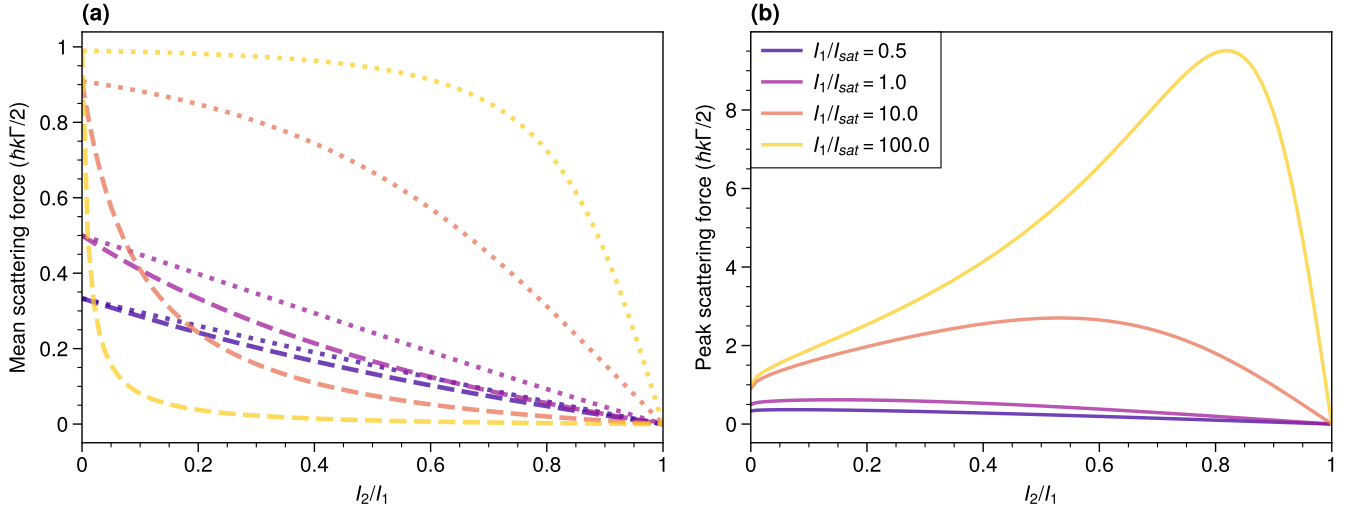 (a)
Mean scattering force (ħkΓ/2)
1
0.8
0.6
0.4
0.2
0
0
0.2
0.4
0.6
0.8
1
I₂/I₁
(b)
Peak scattering force (ħkΓ/2)
8
6
4
2
0
0
0.2
0.4
0.6
0.8
1
I₂/I₁
I₁/Iₛₐₜ = 0.5
I₁/Iₛₐₜ = 1.0
I₁/Iₛₐₜ = 10.0
I₁/Iₛₐₜ = 100.0